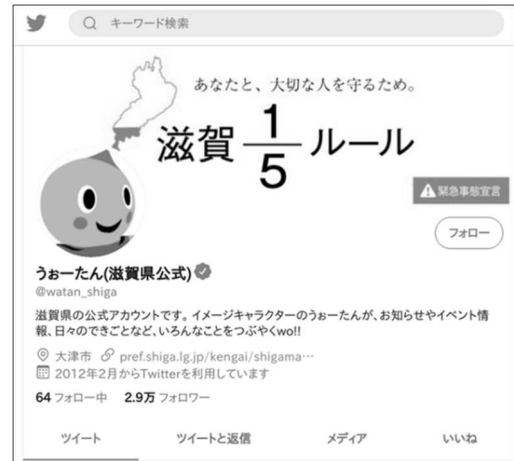 キーワード検索
あなたと、大切な人を守るため。
滋賀 1/5 ルール
緊急事態宣言
フォロー
うぉーたん(滋賀県公式)
@watan_shiga
滋賀県の公式アカウントです。イメージキャラクターのうぉーたんが、お知らせやイベント情
報、日々のできごとなど、いろんなことをつぶやくwo!!
大津市 pref.shiga.lg.jp/kengai/shigama…
2012年2月からTwitterを利用しています
64 フォロー中 2.9万 フォロワー
ツイート ツイートと返信 メディア いいね